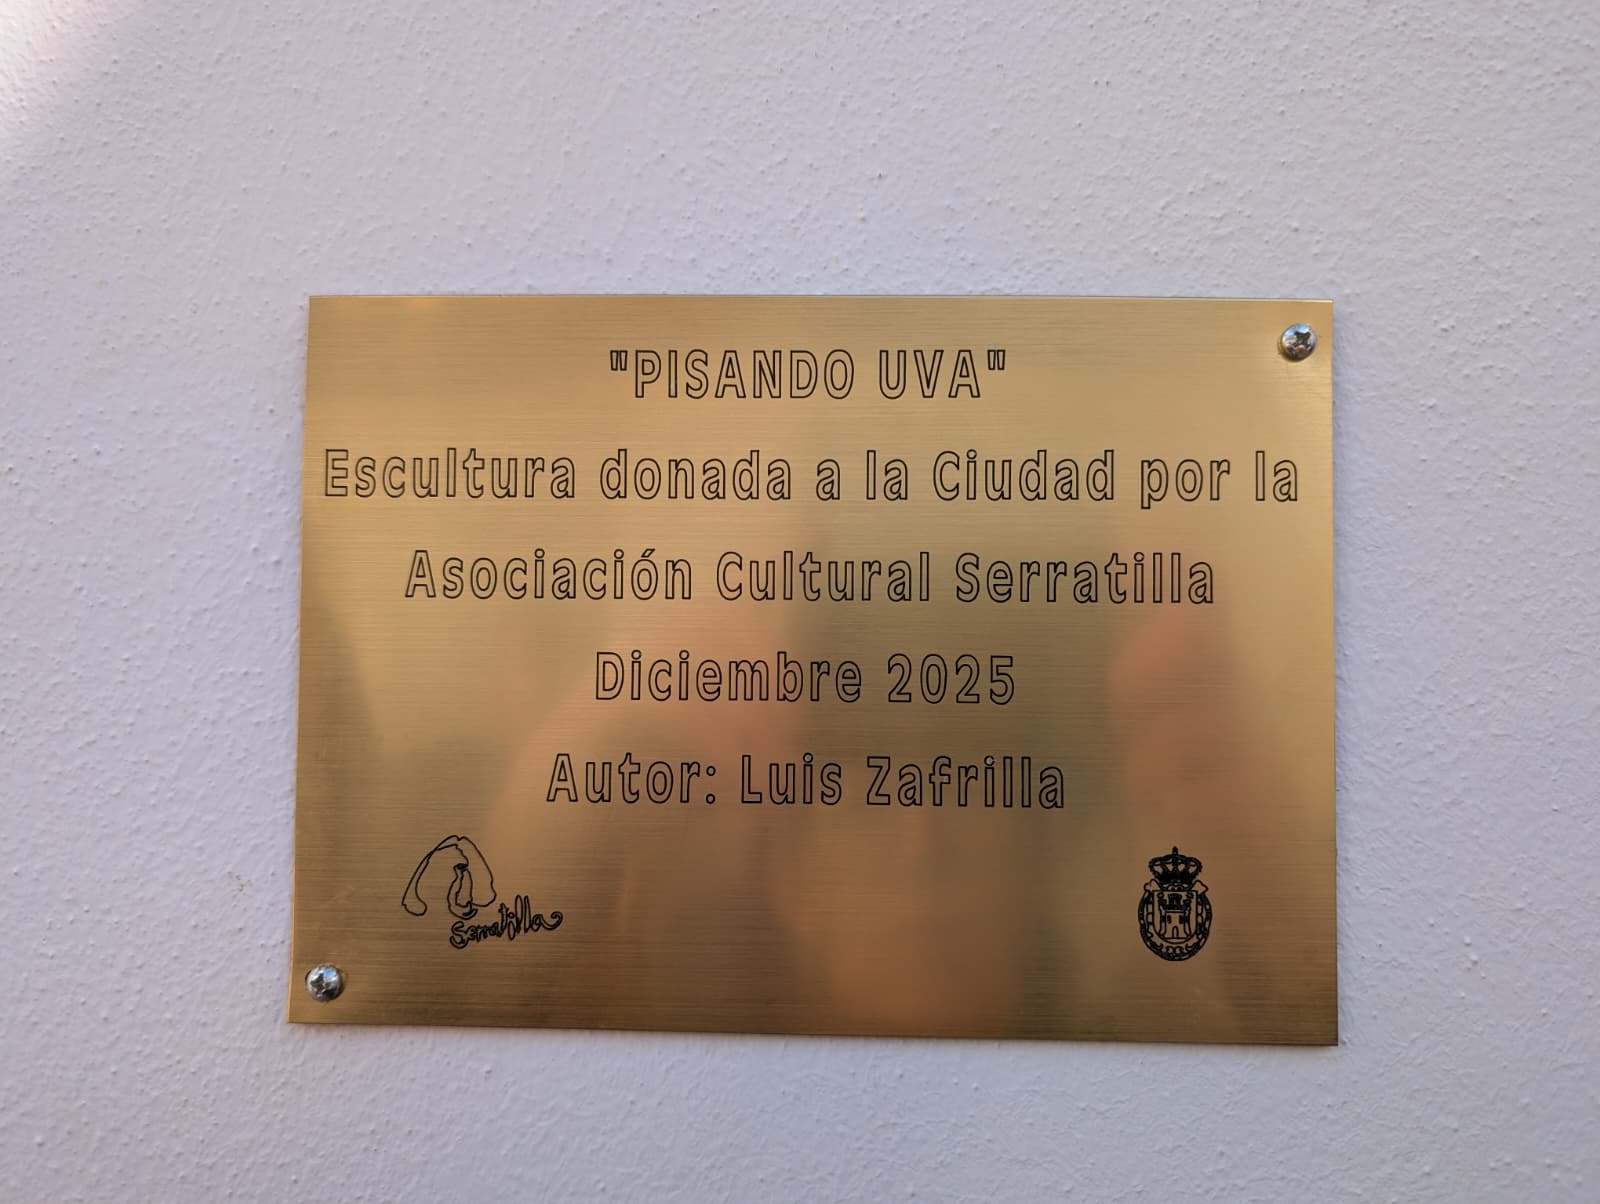 "PISANDO UVA"
Escultura donada a la Ciudad por la
Asociación Cultural Serratilla
Diciembre 2025
Autor: Luis Zafrilla
Serratilla